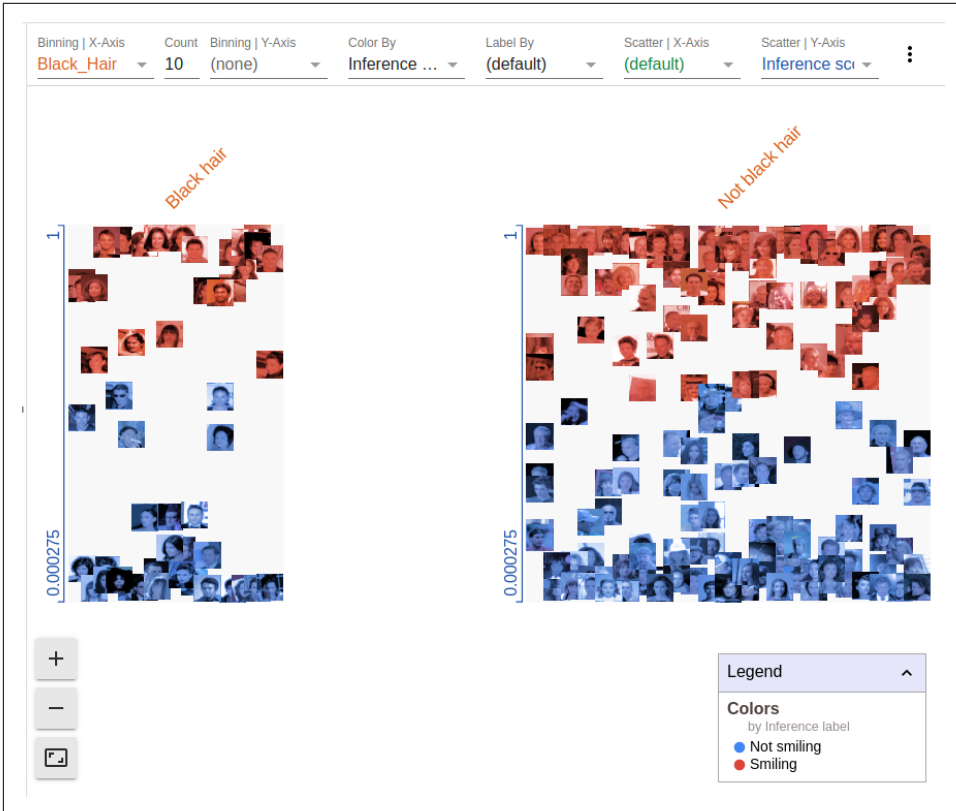 Binning | X-Axis Count Binning | Y-Axis Color By Label By Scatter | X-Axis Scatter | Y-Axis
Black_Hair 10 (none) Inference ... (default) (default) Inference sc
Black hair Not black hair
1 1
0.000275 0.000275
+
−
Legend
Colors
by Inference label
Not smiling
Smiling